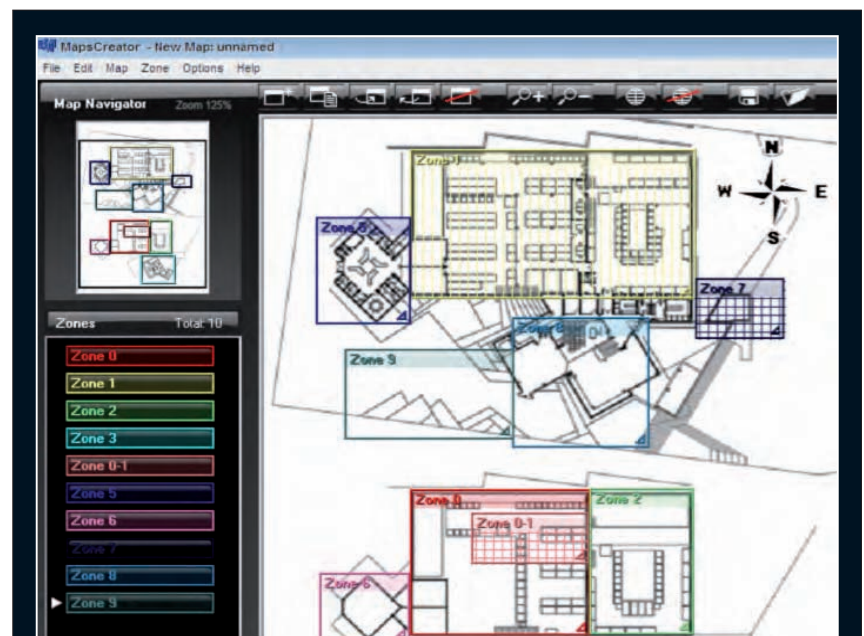 MapsCreator - New Map: unnamed
File Edit Map Zone Options Help
Map Navigator Zoom 125%
Zones Total: 10
Zone 0
Zone 1
Zone 2
Zone 3
Zone 0-1
Zone 5
Zone 6
Zone 7
Zone 8
Zone 9
Zone 1
N
W E
S
Zone 5
Zone 7
Zone 8
Zone 9
Zone 0
Zone 2
Zone 0-1
Zone 6